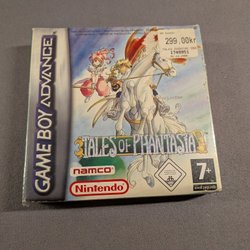 GAME BOY ADVANCE
299,00kr
TALES OF PHANTASIA
namco
Nintendo
7+